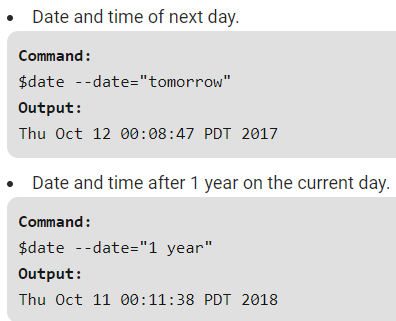 Date and time of next day.
Command:
$date --date="tomorrow"
Output:
Thu Oct 12 00:08:47 PDT 2017
Date and time after 1 year on the current day.
Command:
$date --date="1 year"
Output:
Thu Oct 11 00:11:38 PDT 2018